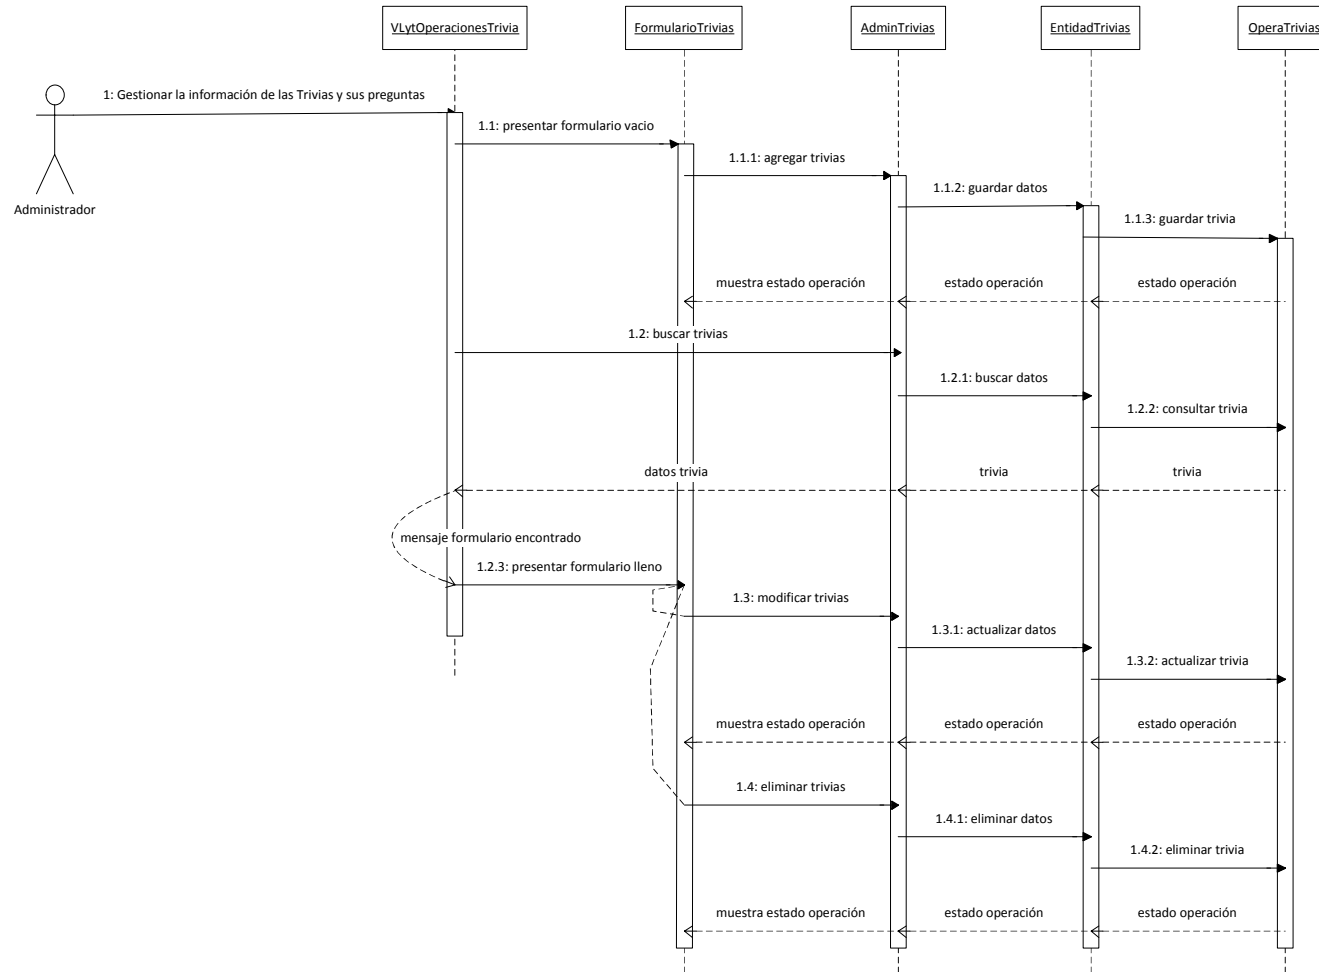 VLytOperacionesTrivia
FormularioTrivias
AdminTrivias
EntidadTrivias
OperaTrivias
1: Gestionar la información de las Trivias y sus preguntas
Administrador
1.1: presentar formulario vacio
1.1.1: agregar trivias
1.1.2: guardar datos
1.1.3: guardar trivia
muestra estado operación
estado operación
estado operación
1.2: buscar trivias
1.2.1: buscar datos
1.2.2: consultar trivia
datos trivia
trivia
trivia
mensaje formulario encontrado
1.2.3: presentar formulario lleno
1.3: modificar trivias
1.3.1: actualizar datos
1.3.2: actualizar trivia
muestra estado operación
estado operación
estado operación
1.4: eliminar trivias
1.4.1: eliminar datos
1.4.2: eliminar trivia
muestra estado operación
estado operación
estado operación